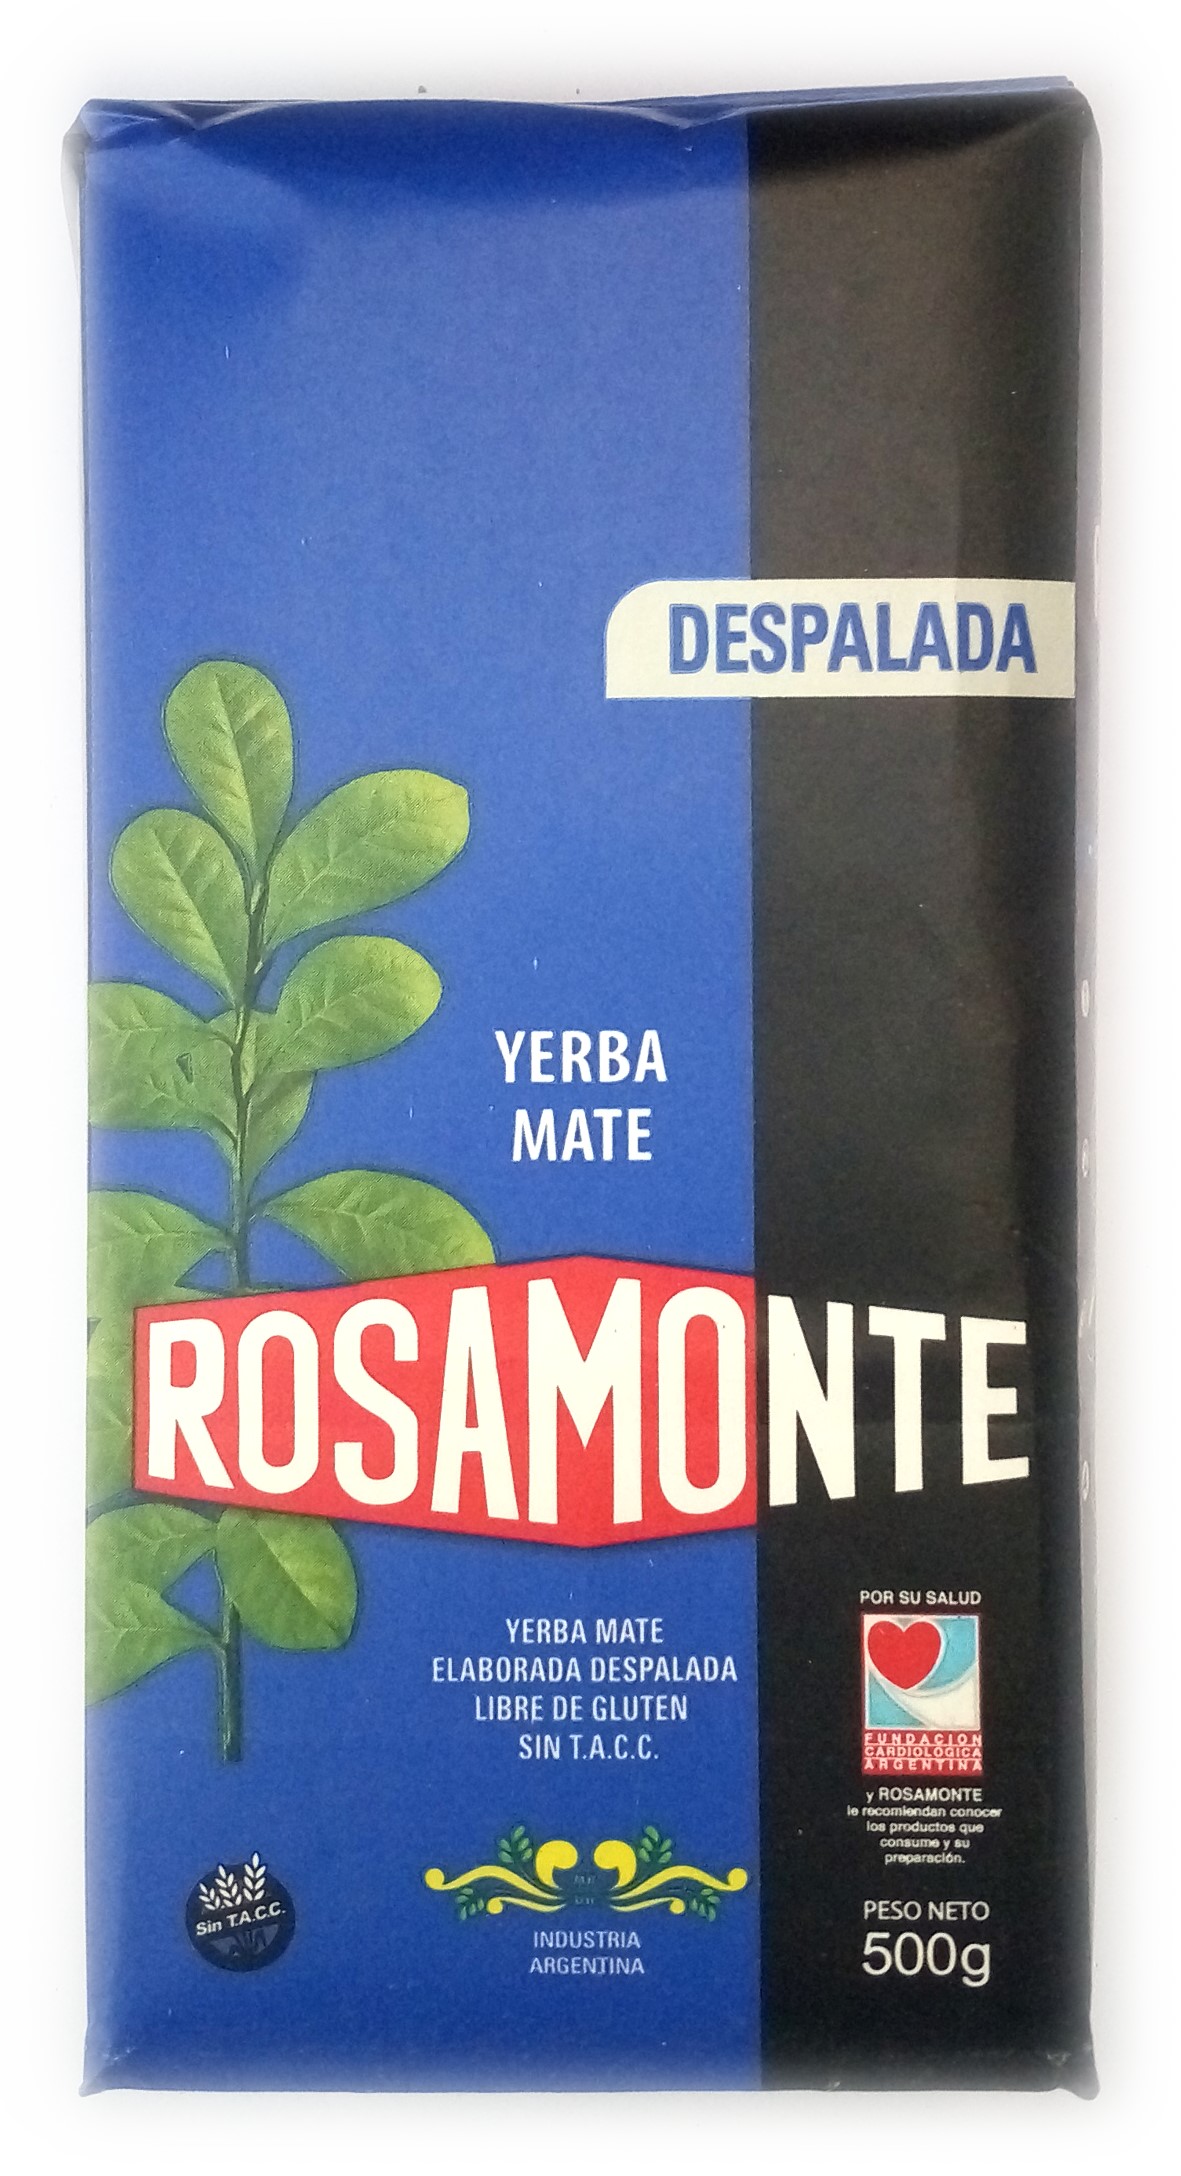 DESPALADA
YERBA
MATE
ROSAMONTE
YERBA MATE
ELABORADA DESPALADA
LIBRE DE GLUTEN
SIN T.A.C.C.
Sin T.A.C.C.
INDUSTRIA
ARGENTINA
POR SU SALUD
FUNDACION
CARDIOLOGICA
ARGENTINA
y ROSAMONTE
le recomiendan conocer
los productos que
consume y su
preparación.
PESO NETO
500g